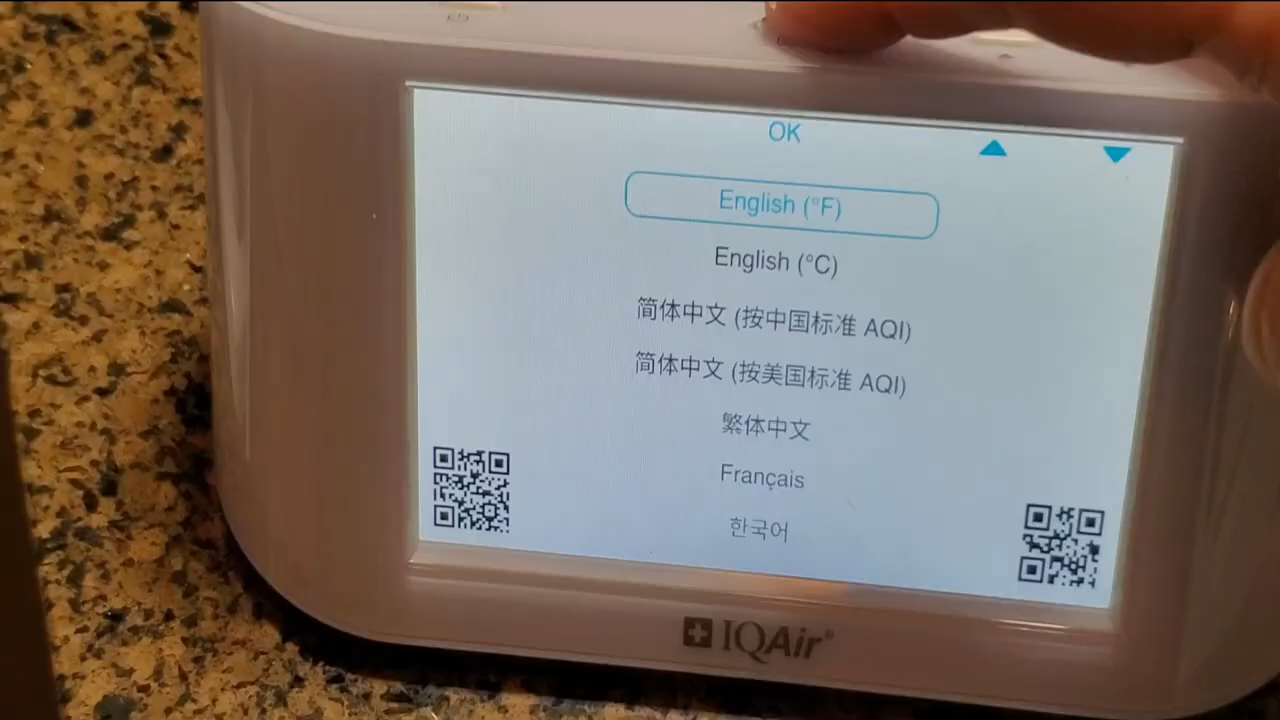 OK
English (°F)
English (°C)
简体中文 (按中国标准 AQI)
简体中文 (按美国标准 AQI)
繁体中文
Français
한국어
IQAir®